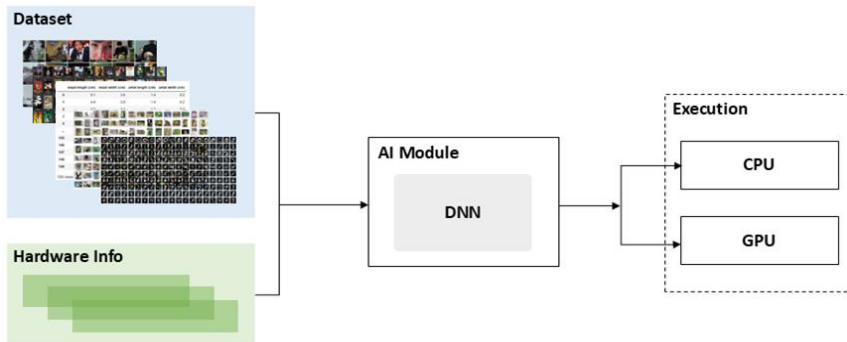 Dataset
Hardware Info
AI Module
DNN
Execution
CPU
GPU